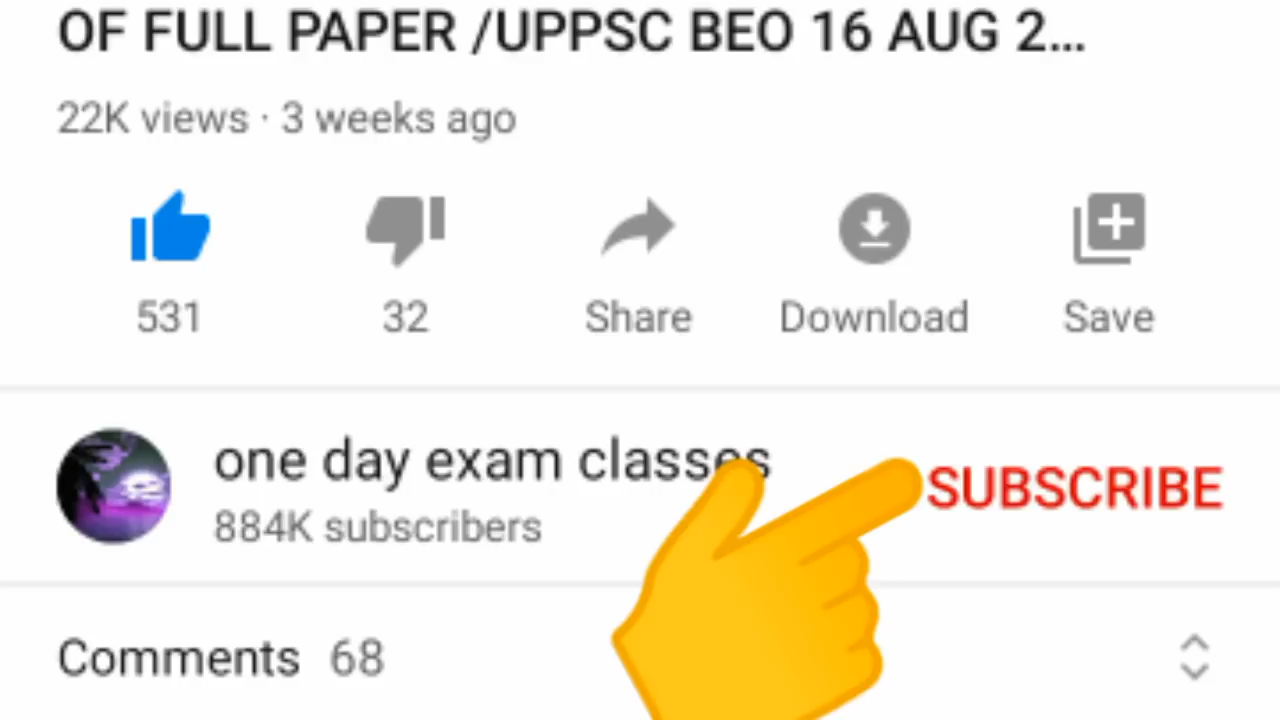 OF FULL PAPER /UPPSC BEO 16 AUG 2...
22K views · 3 weeks ago
531 32 Share Download Save
one day exam classes
SUBSCRIBE
884K subscribers
Comments 68